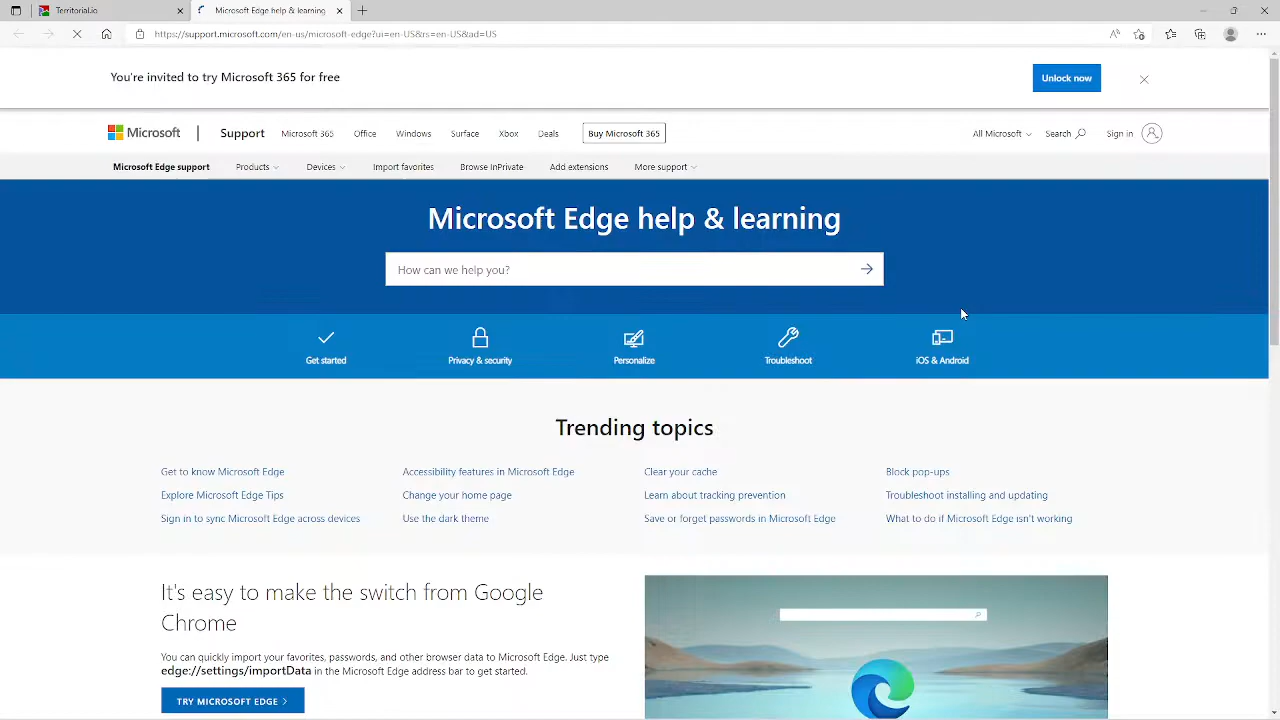 Territorial.io
Microsoft Edge help & learning
https://support.microsoft.com/en-us/microsoft-edge?ui=en-US&rs=en-US&ad=US
You're invited to try Microsoft 365 for free
Unlock now
Microsoft
Support
Microsoft 365
Office
Windows
Surface
Xbox
Deals
Buy Microsoft 365
All Microsoft
Search
Sign in
Microsoft Edge support
Products
Devices
Import favorites
Browse InPrivate
Add extensions
More support
Microsoft Edge help & learning
How can we help you?
Get started
Privacy & security
Personalize
Troubleshoot
iOS & Android
Trending topics
Get to know Microsoft Edge
Accessibility features in Microsoft Edge
Clear your cache
Block pop-ups
Explore Microsoft Edge Tips
Change your home page
Learn about tracking prevention
Troubleshoot installing and updating
Sign in to sync Microsoft Edge across devices
Use the dark theme
Save or forget passwords in Microsoft Edge
What to do if Microsoft Edge isn't working
It's easy to make the switch from Google
Chrome
You can quickly import your favorites, passwords, and other browser data to Microsoft Edge. Just type
edge://settings/importData in the Microsoft Edge address bar to get started.
TRY MICROSOFT EDGE >